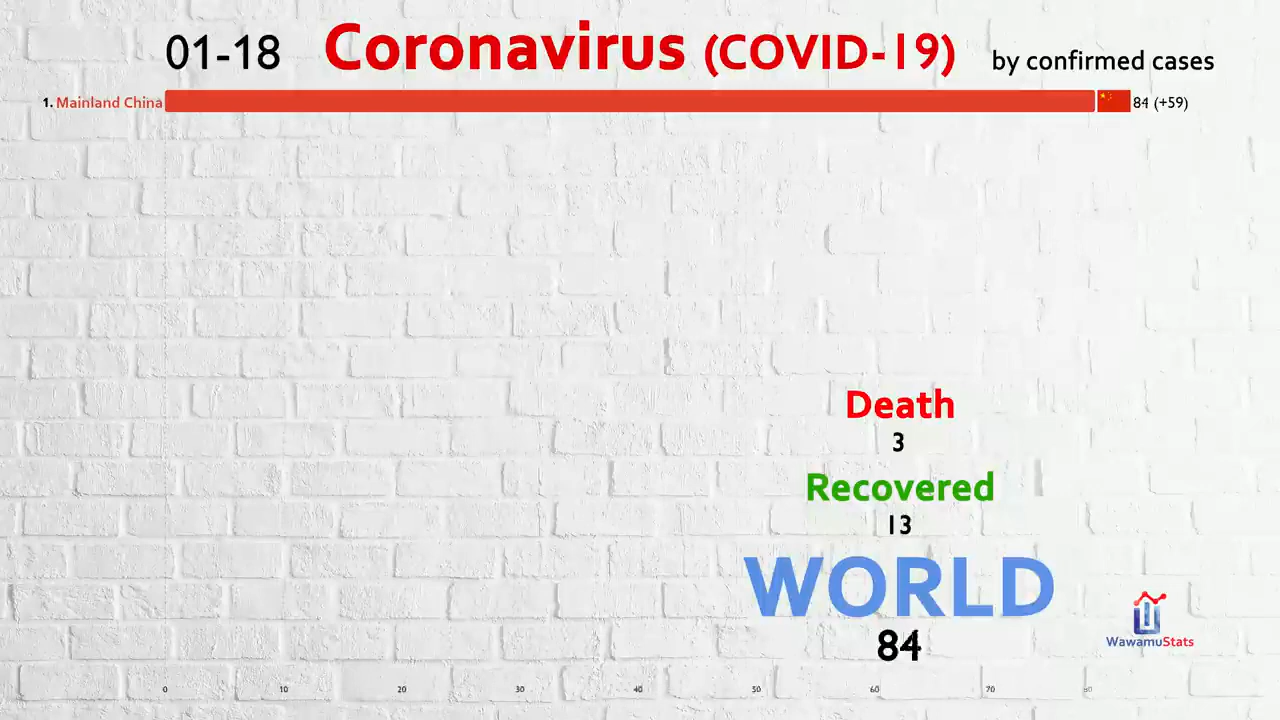 01-18 Coronavirus (COVID-19) by confirmed cases
1. Mainland China 84 (+59)
Death
3
Recovered
13
WORLD
84
WawamuStats
0 10 20 30 40 50 60 70 80